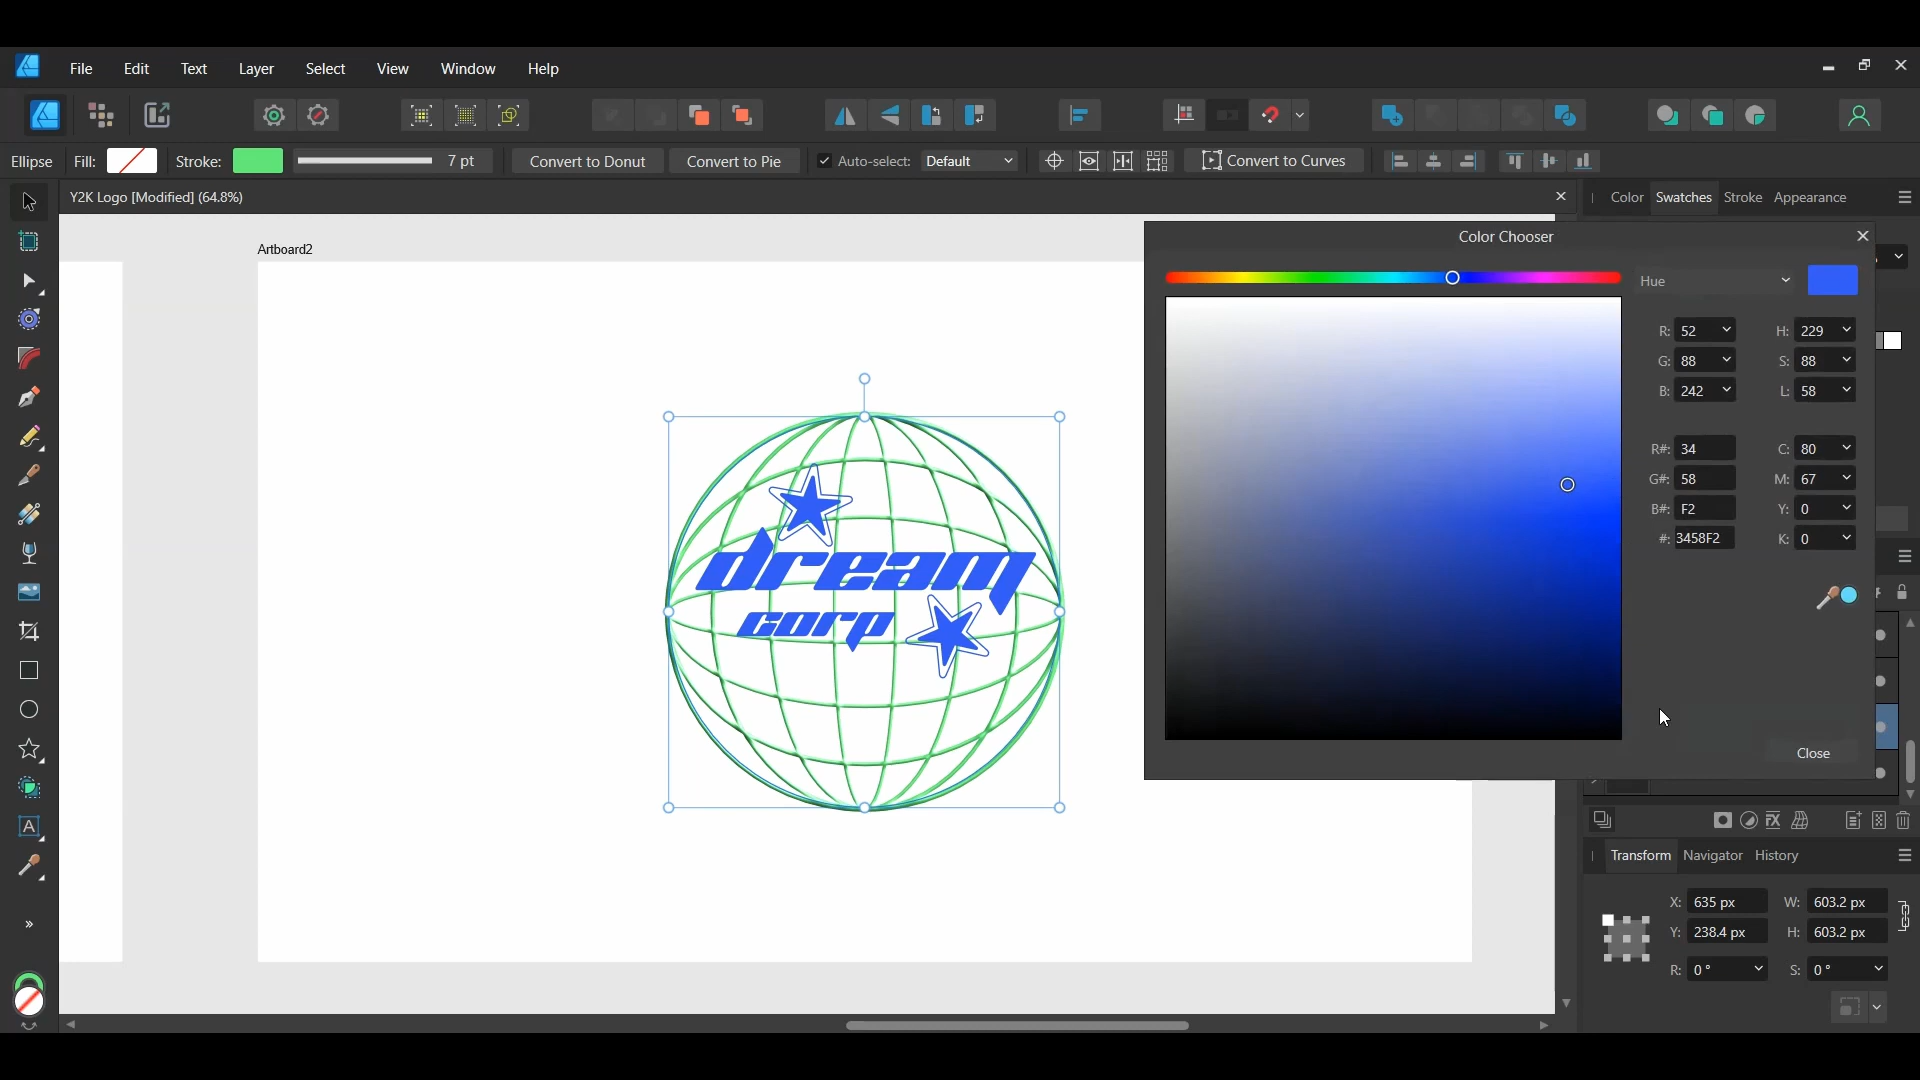 File Edit Text Layer Select View Window Help
Ellipse Fill: Stroke: 7 pt Convert to Donut Convert to Pie Auto-select: Default Convert to Curves
Y2K Logo [Modified] (64.8%)
Color Swatches Stroke Appearance
Artboard2
Color Chooser
Hue
R: 52 H: 229
G: 88 S: 88
B: 242 L: 58
R#: 34 C: 80
G#: 58 M: 67
B#: F2 Y: 0
#: 3458F2 K: 0
Close
dream
corp
A
FX
Transform Navigator History
X: 635 px W: 603.2 px
Y: 238.4 px H: 603.2 px
R: 0 ° S: 0 °